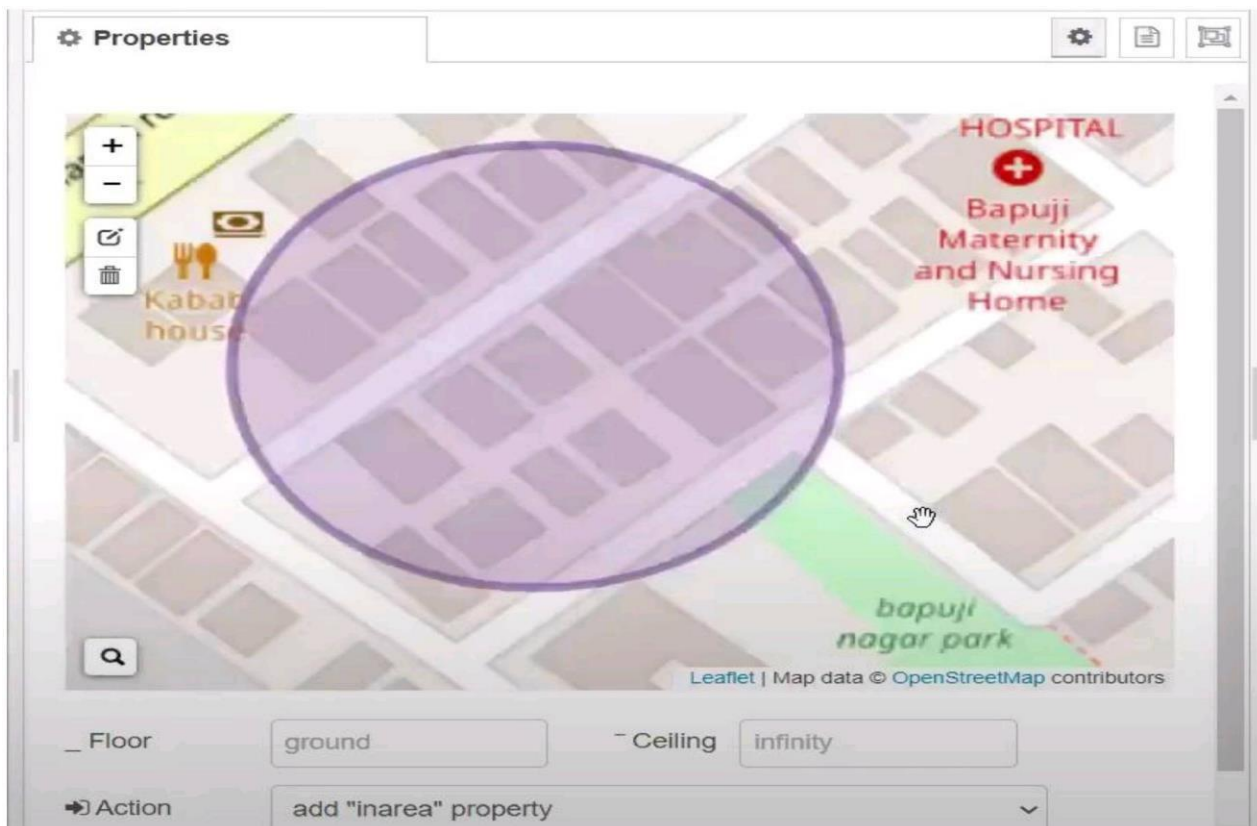 Properties
+
HOSPITAL
−
Bapuji
Maternity
and Nursing
Home
Kabab
house
bapuji
nagar park
Leaflet | Map data © OpenStreetMap contributors
_ Floor
ground
‾ Ceiling
infinity
Action
add "inarea" property